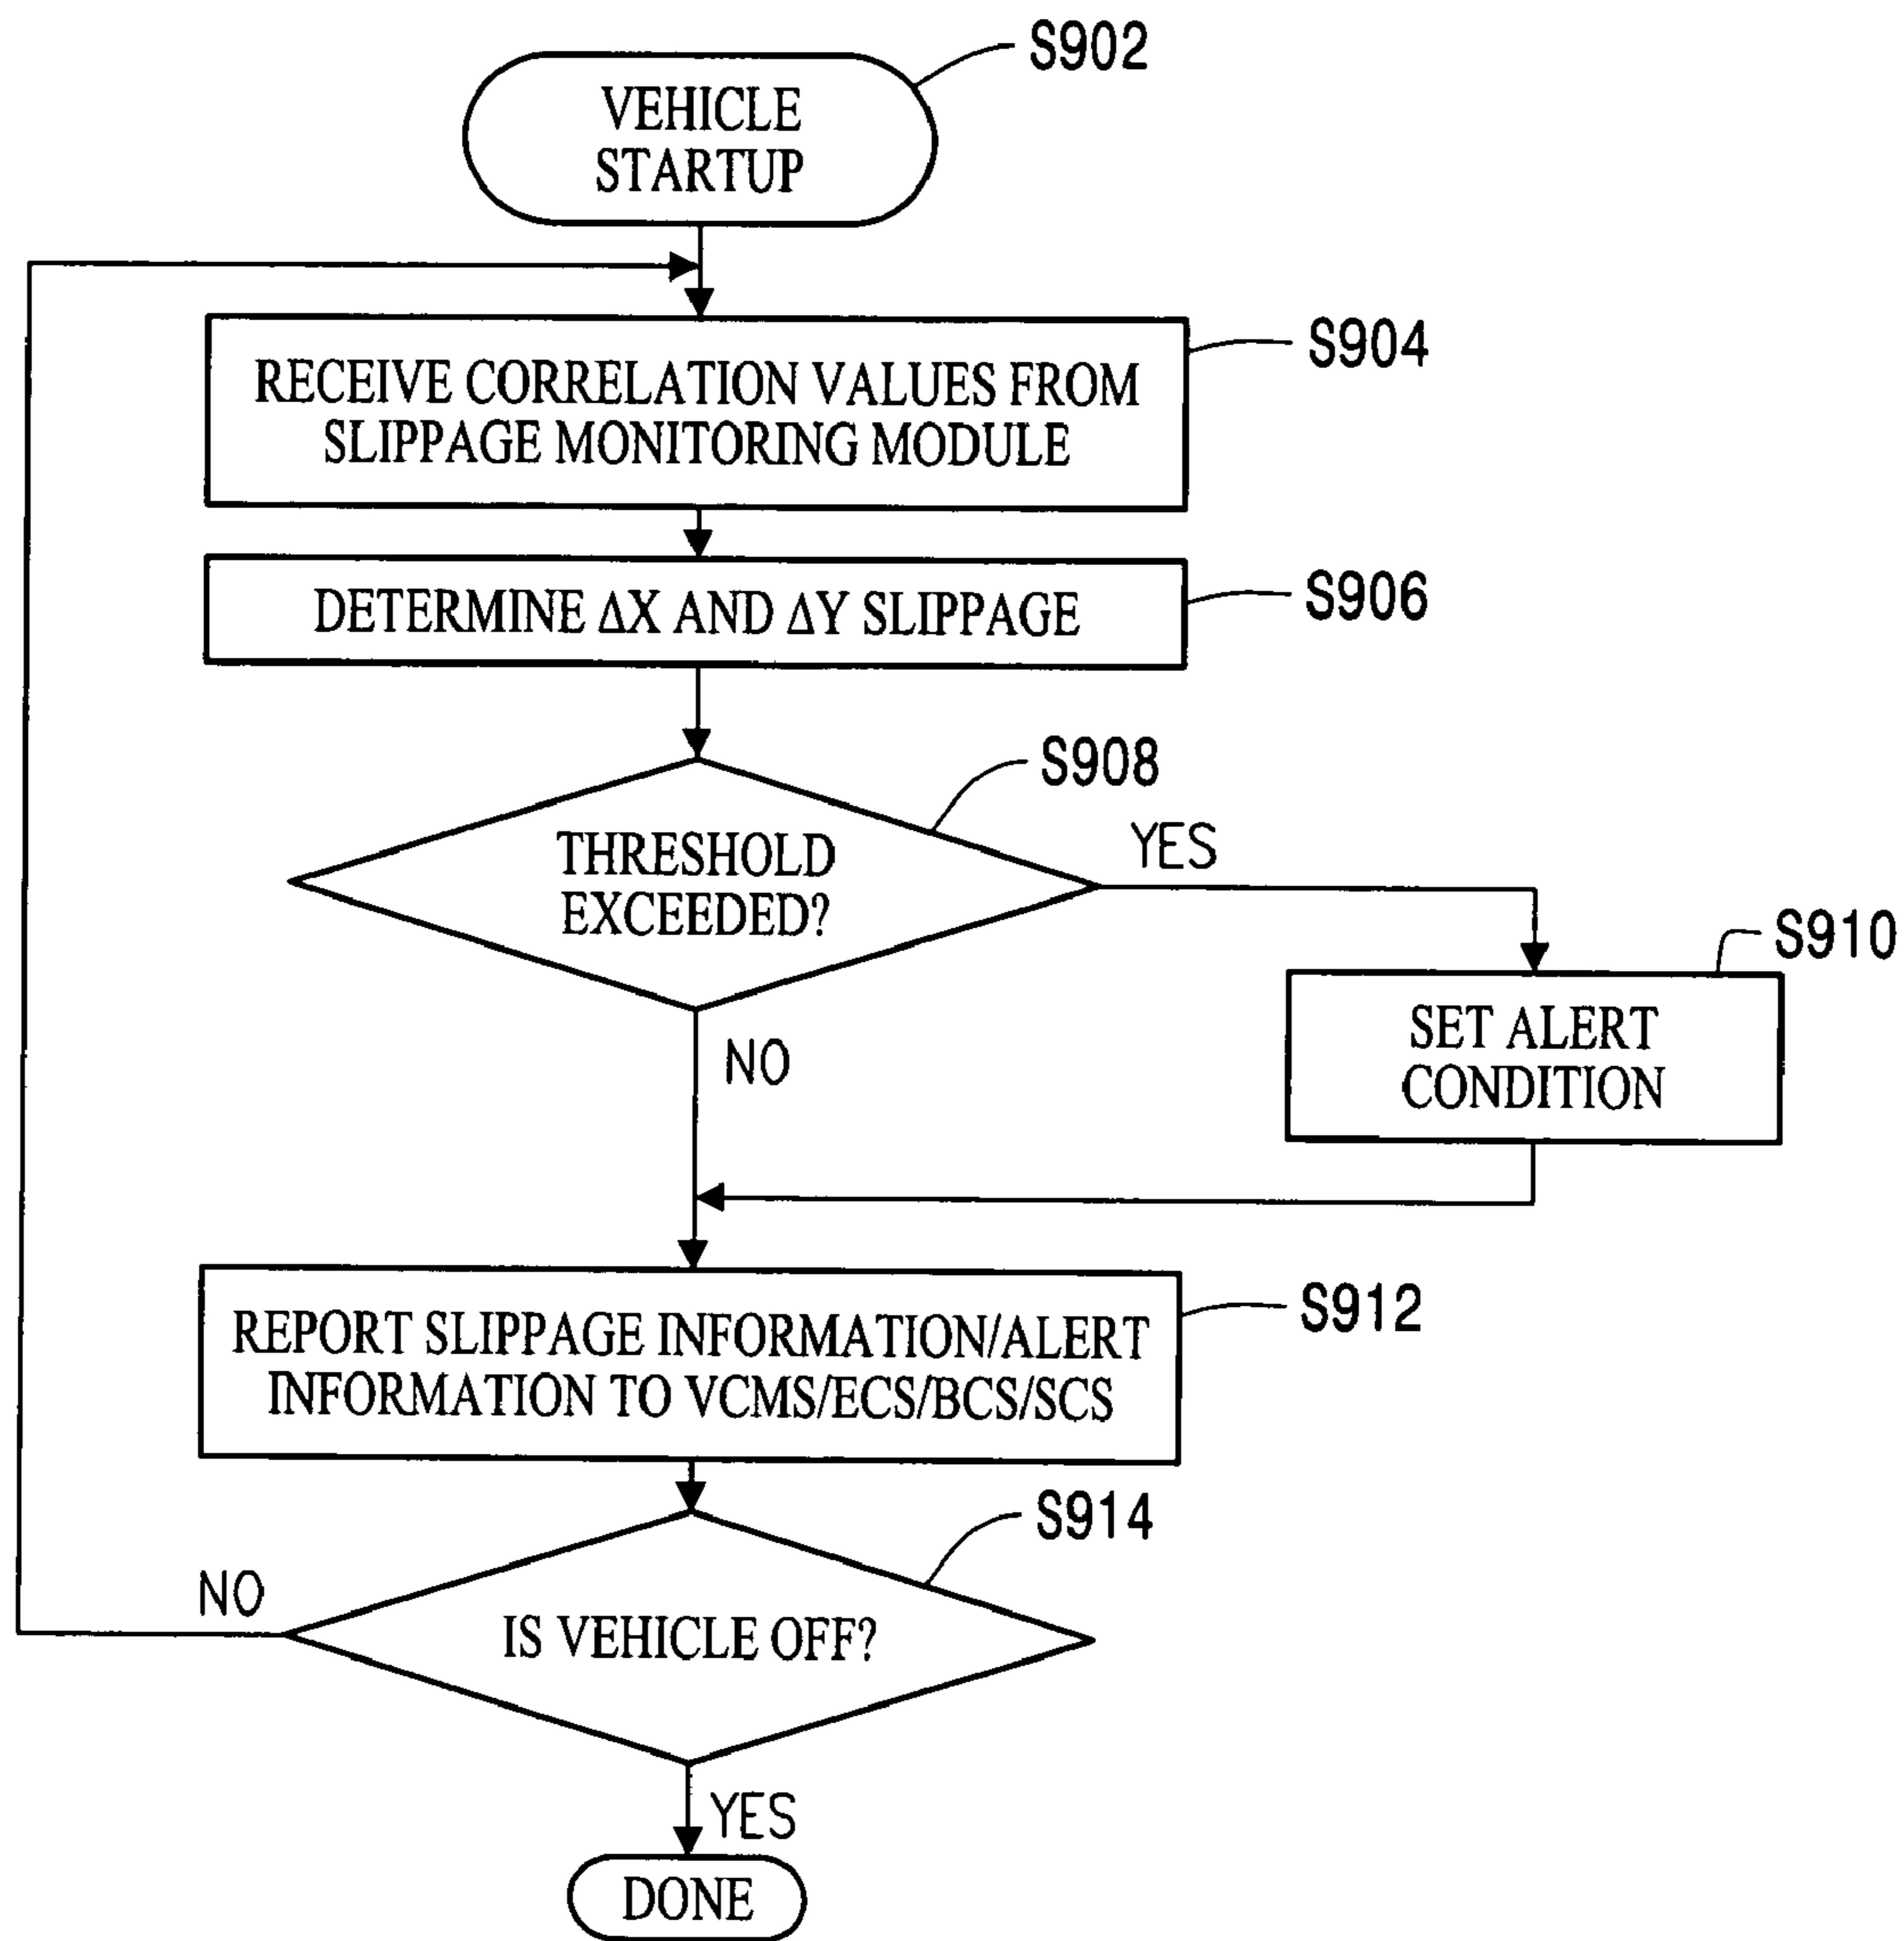 S902
VEHICLE
STARTUP
S904
RECEIVE CORRELATION VALUES FROM
SLIPPAGE MONITORING MODULE
S906
DETERMINE ΔX AND ΔY SLIPPAGE
S908
THRESHOLD
EXCEEDED?
YES
S910
SET ALERT
CONDITION
NO
S912
REPORT SLIPPAGE INFORMATION/ALERT
INFORMATION TO VCMS/ECS/BCS/SCS
S914
NO
IS VEHICLE OFF?
YES
DONE